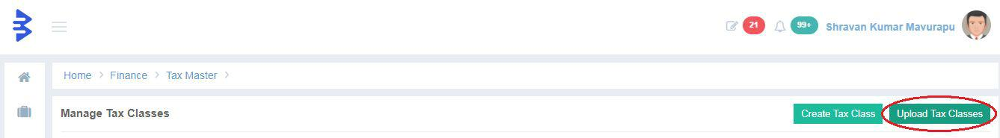 21 99+ Shravan Kumar Mavurapu
Home Finance Tax Master
Manage Tax Classes Create Tax Class Upload Tax Classes